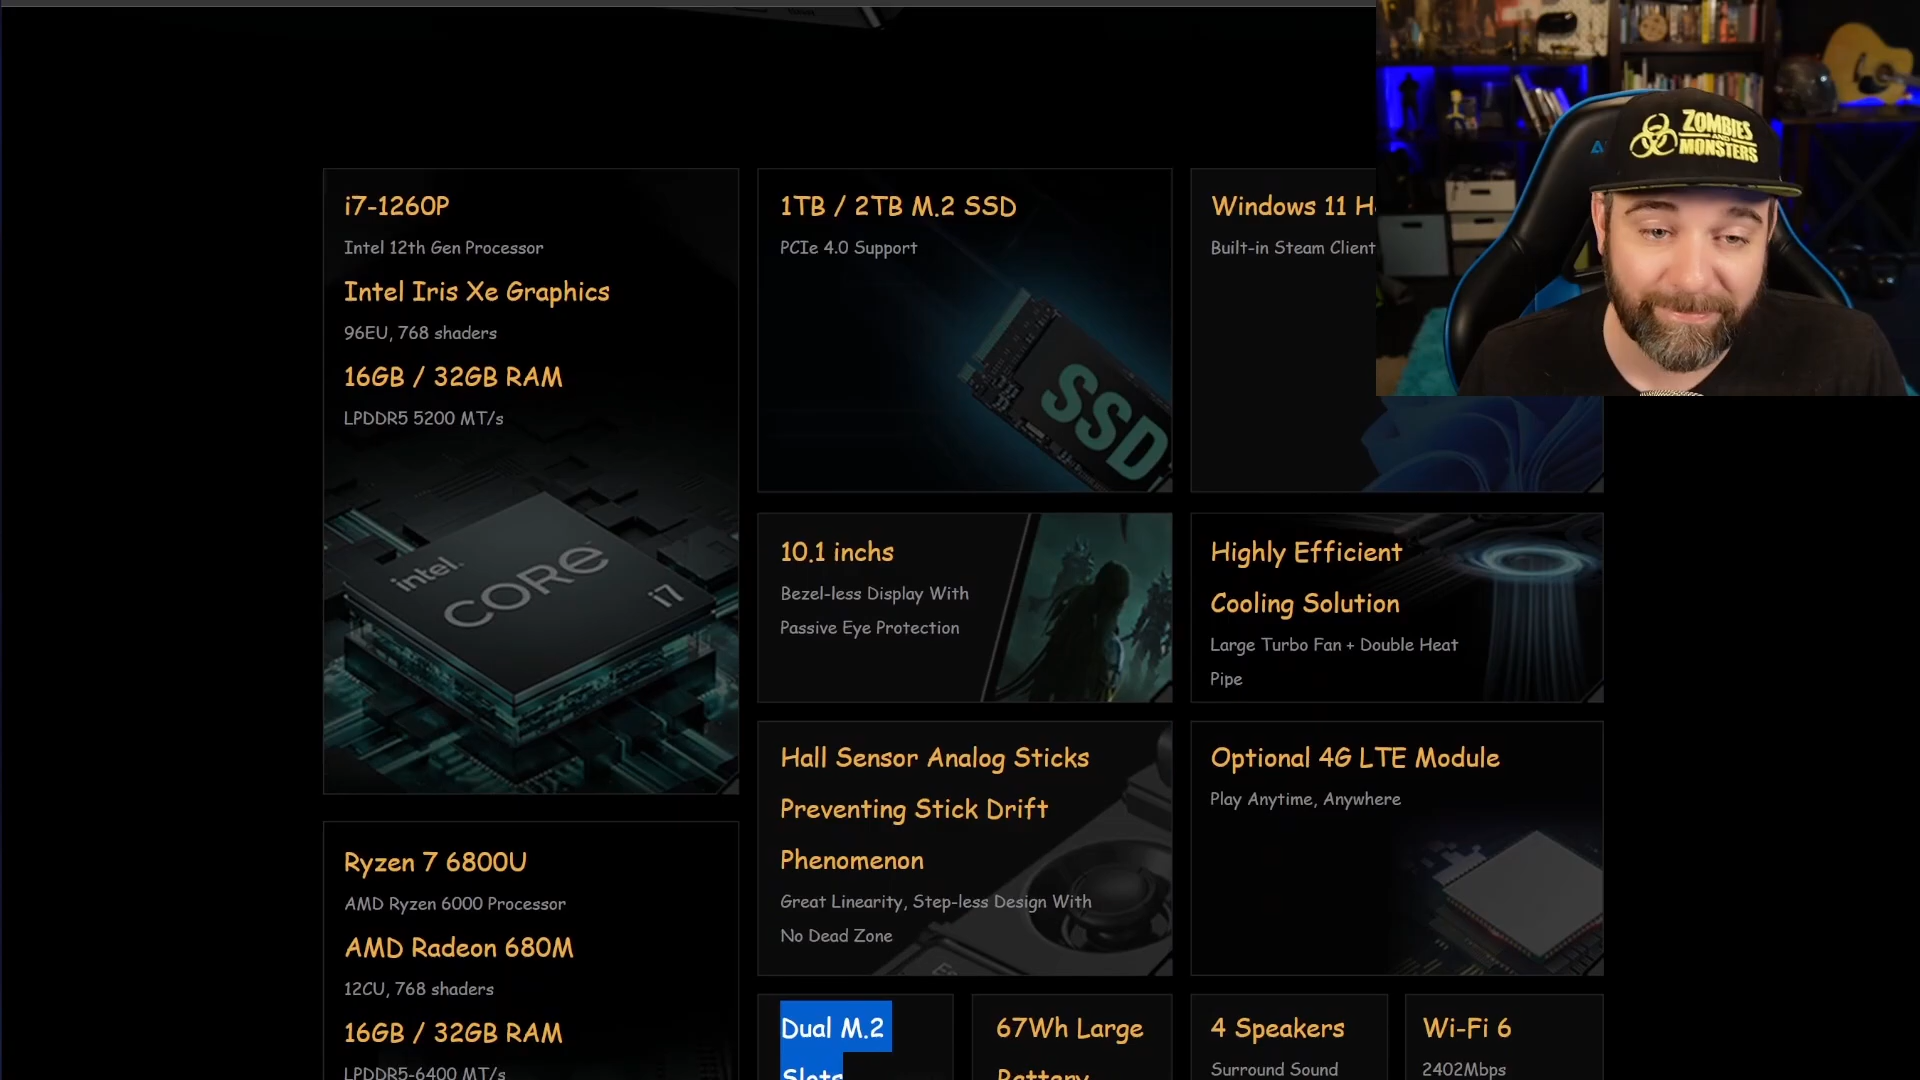 i7-1260P
Intel 12th Gen Processor
Intel Iris Xe Graphics
96EU, 768 shaders
16GB / 32GB RAM
LPDDR5 5200 MT/s
intel.
CORE
i7
Ryzen 7 6800U
AMD Ryzen 6000 Processor
AMD Radeon 680M
12CU, 768 shaders
16GB / 32GB RAM
LPDDR5-6400 MT/s
1TB / 2TB M.2 SSD
PCIe 4.0 Support
SSD
10.1 inchs
Bezel-less Display With
Passive Eye Protection
Hall Sensor Analog Sticks
Preventing Stick Drift
Phenomenon
Great Linearity, Step-less Design With
No Dead Zone
Dual M.2
Slots
67Wh Large
Battery
Windows 11
Built-in Steam Client
Highly Efficient
Cooling Solution
Large Turbo Fan + Double Heat
Pipe
Optional 4G LTE Module
Play Anytime, Anywhere
4 Speakers
Surround Sound
Wi-Fi 6
2402Mbps
ZOMBIES
AND
MONSTERS